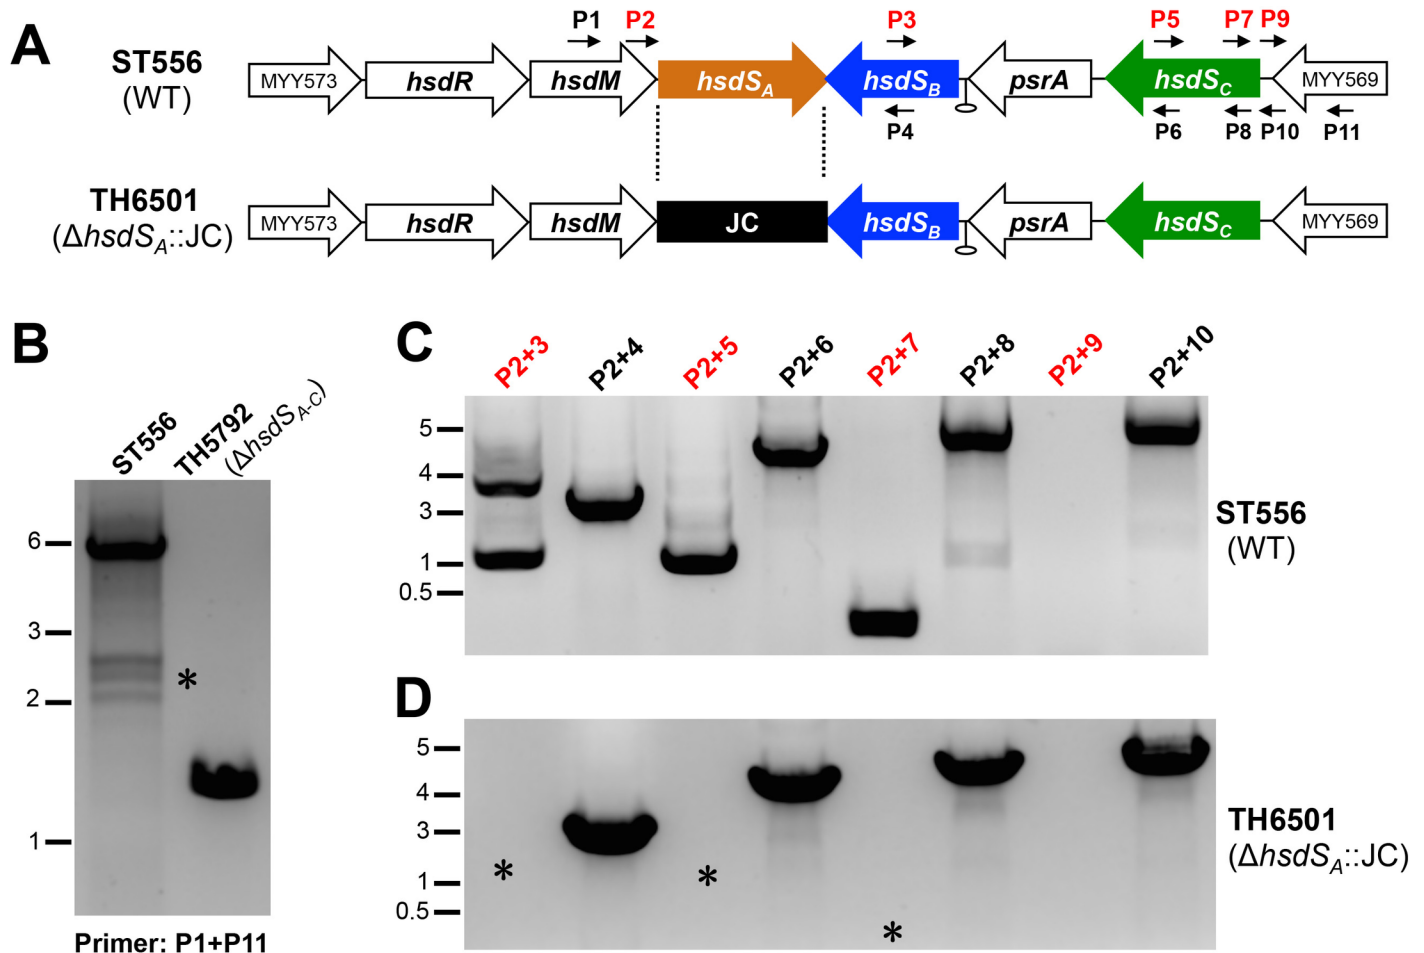 A
P1 P2 P3 P5 P7 P9
ST556
(WT)
MYY573 hsdR hsdM hsdSA hsdSB psrA hsdSC MYY569
P4 P6 P8 P10 P11
TH6501
(ΔhsdSA::JC)
MYY573 hsdR hsdM JC hsdSB psrA hsdSC MYY569
B
ST556
TH5792
(ΔhsdSA-C)
6
3
*
2
1
Primer: P1+P11
C
P2+3 P2+4 P2+5 P2+6 P2+7 P2+8 P2+9 P2+10
5
4
3
1
0.5
ST556
(WT)
D
5
4
3
1
0.5
* * *
TH6501
(ΔhsdSA::JC)